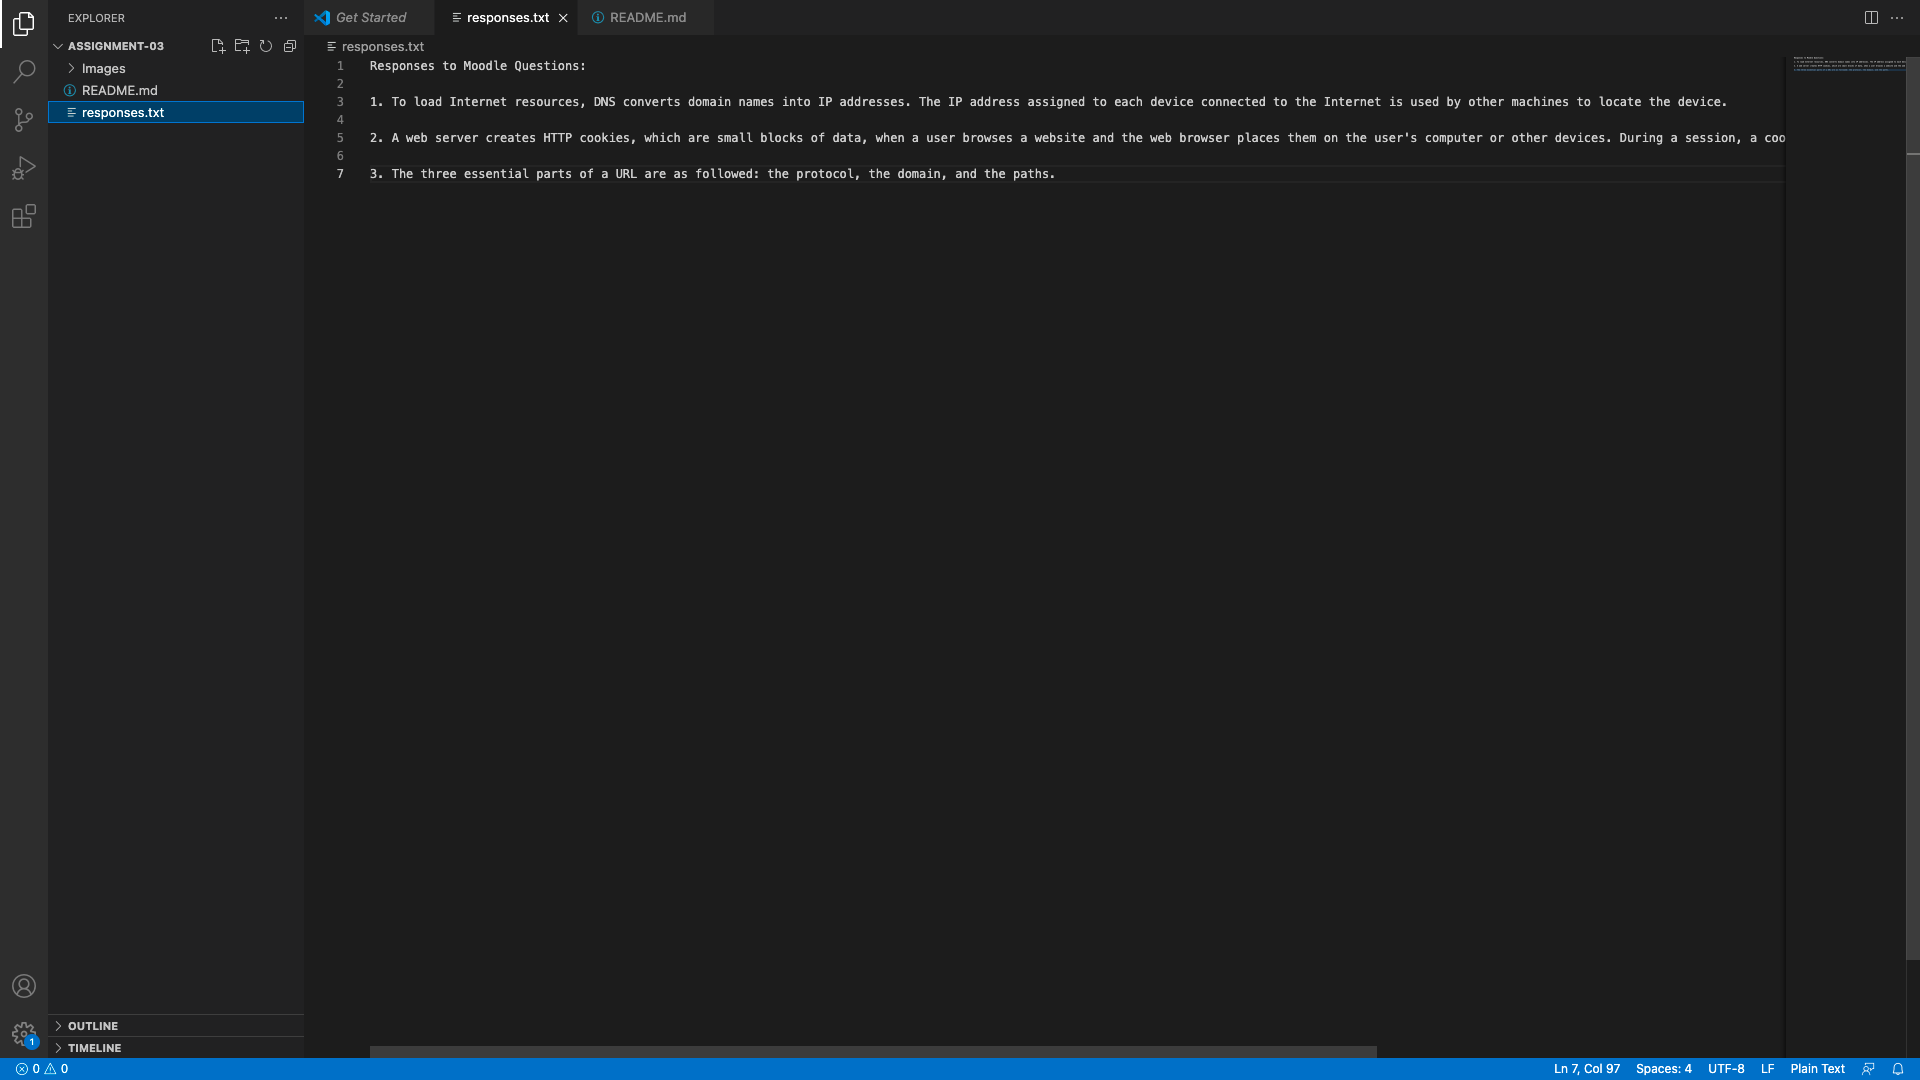 EXPLORER
ASSIGNMENT-03
Images
README.md
responses.txt
OUTLINE
TIMELINE
Get Started
responses.txt
README.md
responses.txt
1 Responses to Moodle Questions:
2
3 1. To load Internet resources, DNS converts domain names into IP addresses. The IP address assigned to each device connected to the Internet is used by other machines to locate the device.
4
5 2. A web server creates HTTP cookies, which are small blocks of data, when a user browses a website and the web browser places them on the user's computer or other devices. During a session, a coo
6
7 3. The three essential parts of a URL are as followed: the protocol, the domain, and the paths.
1
0 0
Ln 7, Col 97 Spaces: 4 UTF-8 LF Plain Text